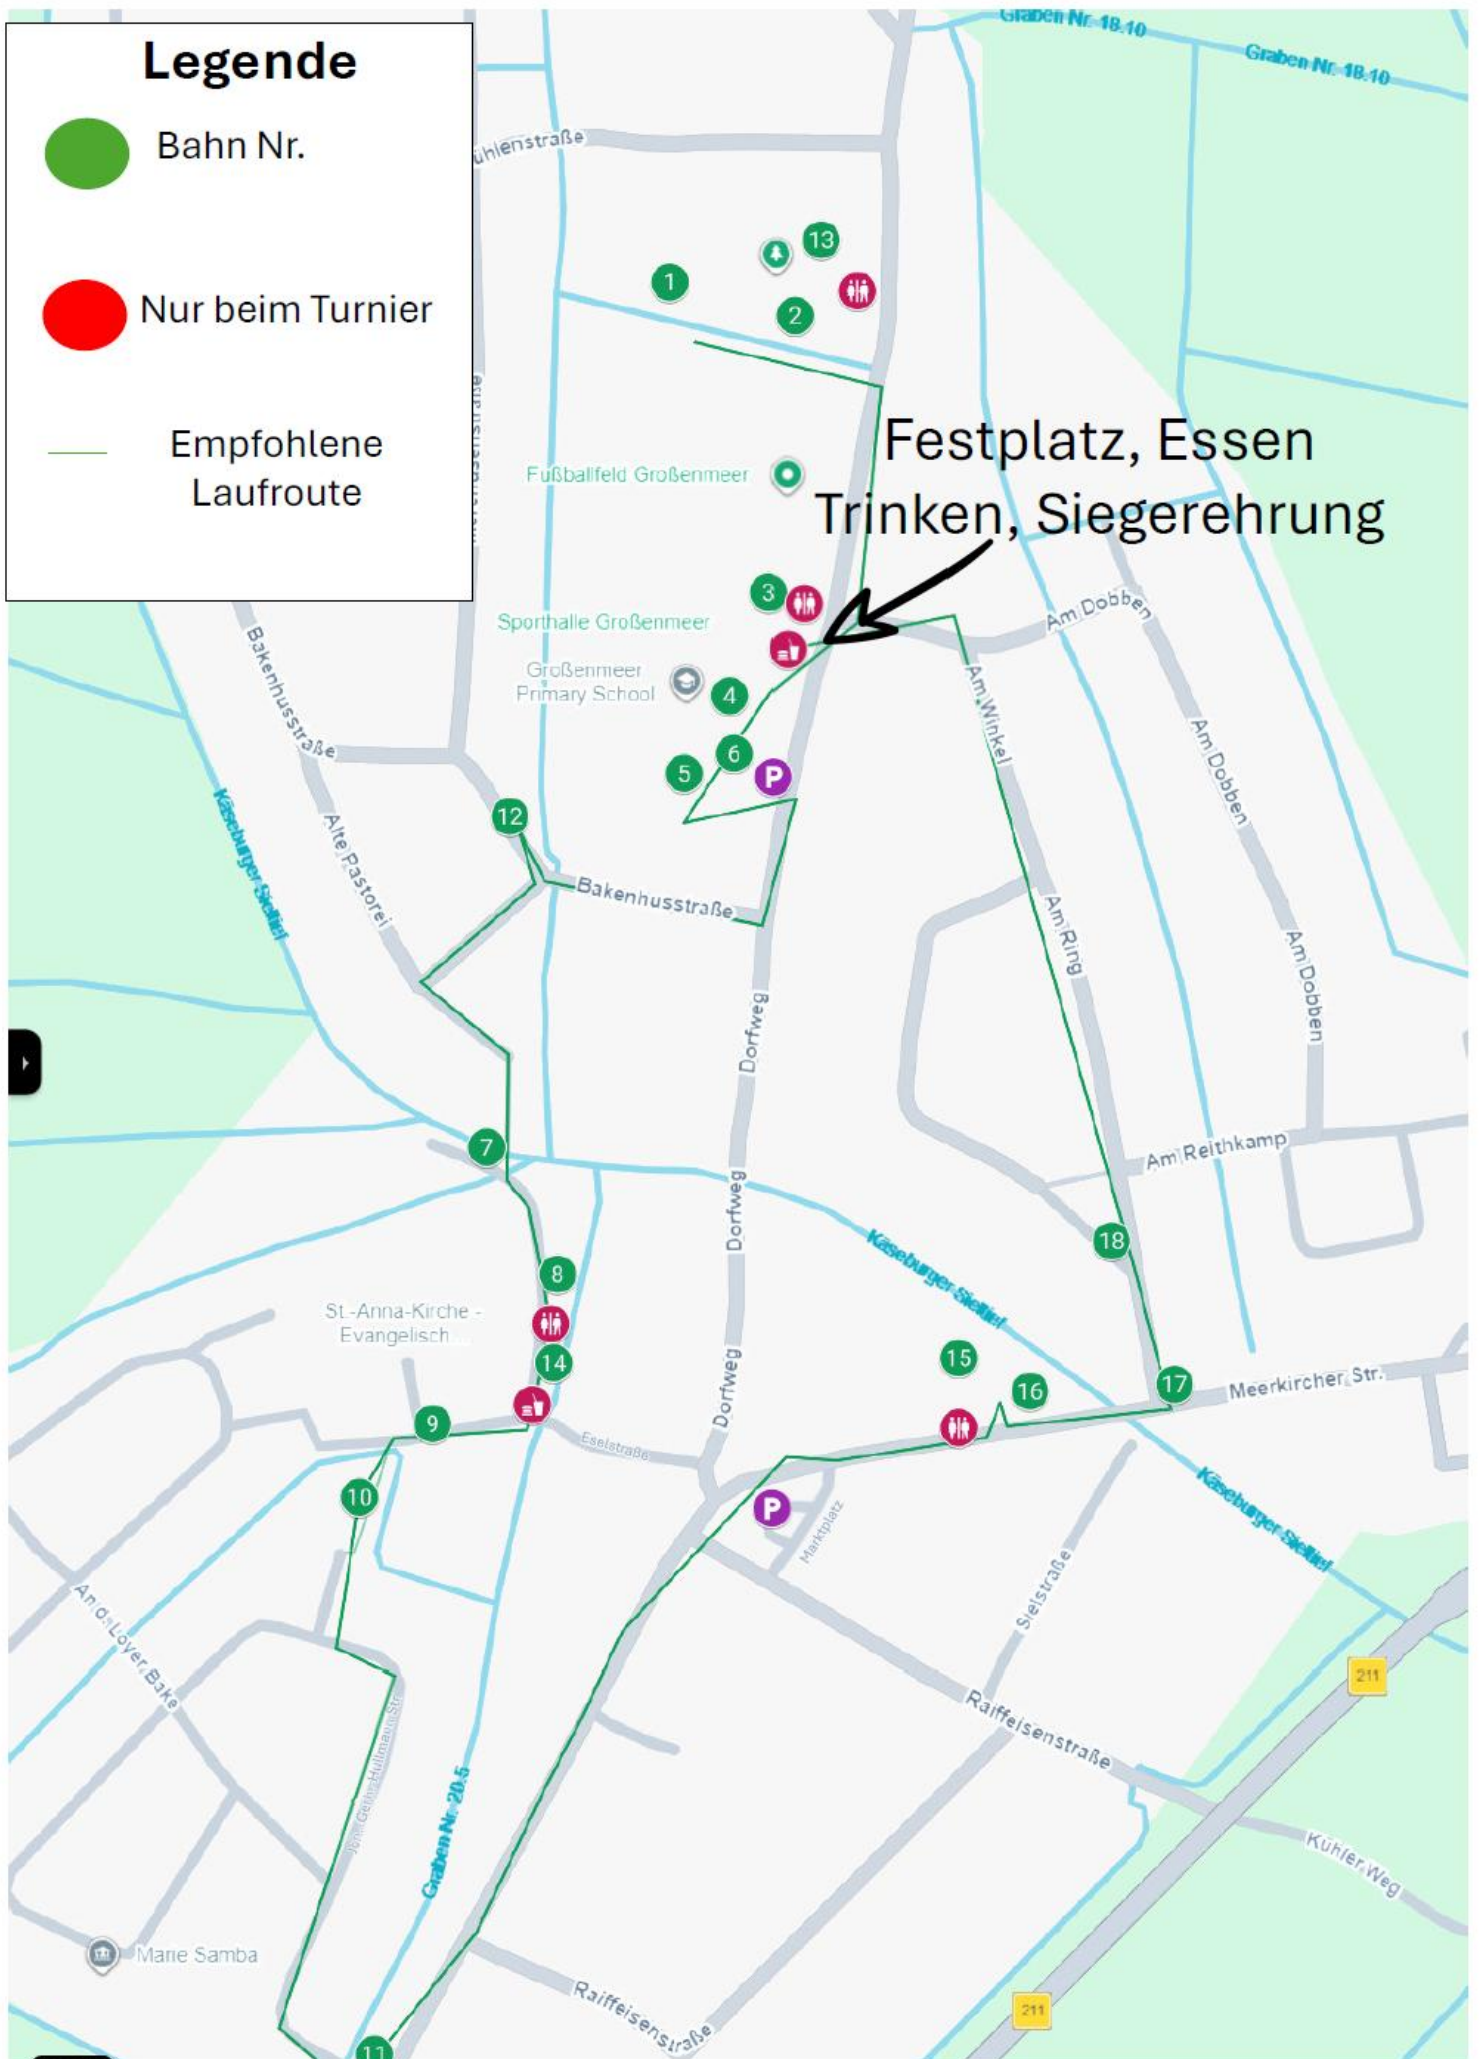 Legende
Bahn Nr.
Nur beim Turnier
Empfohlene
Laufroute
Graben Nr. 18.10
Graben Nr. 18.10
ühlenstraße
13
1
2
Festplatz, Essen
Trinken, Siegerehrung
Fußballfeld Großenmeer
3
Sporthalle Großenmeer
Großenmeer
Primary School
4
Am Dobben
Bakenhusstraße
Am Winkel
Am Dobben
6
5
P
12
Käseburger Sieltief
Alte Pastorei
Bakenhusstraße
Am Ring
Am Dobben
Dorfweg
7
Am Reithkamp
Dorfweg
18
Käseburger Sieltief
8
St.-Anna-Kirche -
Evangelisch...
14
15
16
17
Meerkircher Str.
Dorfweg
9
Eselstraße
10
P
Marktplatz
Käseburger Sieltief
Sielstraße
An d. Loyer Bake
211
Raiffeisenstraße
Joh.-Gerh.-Hullmann-Str.
Graben Nr. 20.5
Kühler Weg
Marie Samba
Raiffeisenstraße
211
11